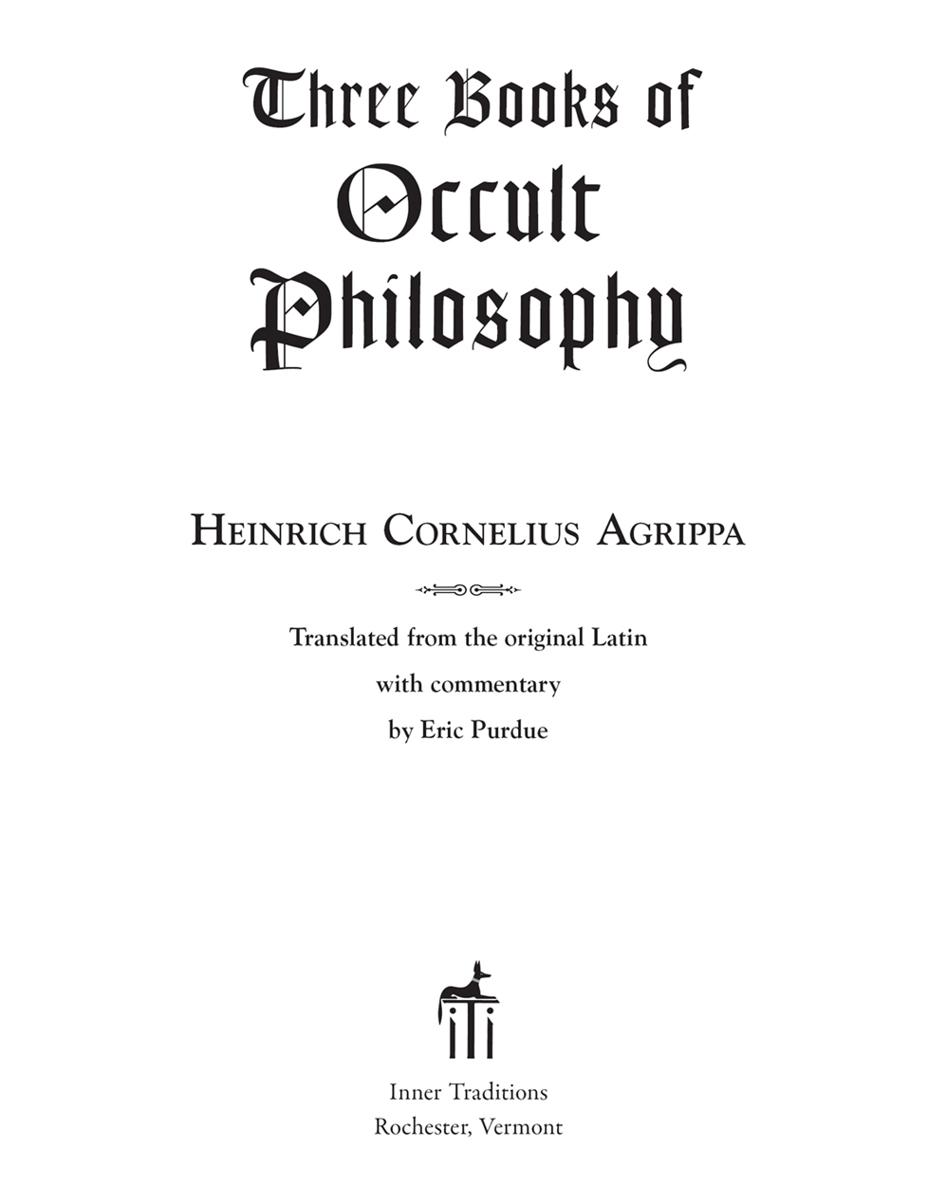 Three Books of
Occult
Philosophy
HEINRICH CORNELIUS AGRIPPA
Translated from the original Latin
with commentary
by Eric Purdue
iTi
Inner Traditions
Rochester, Vermont